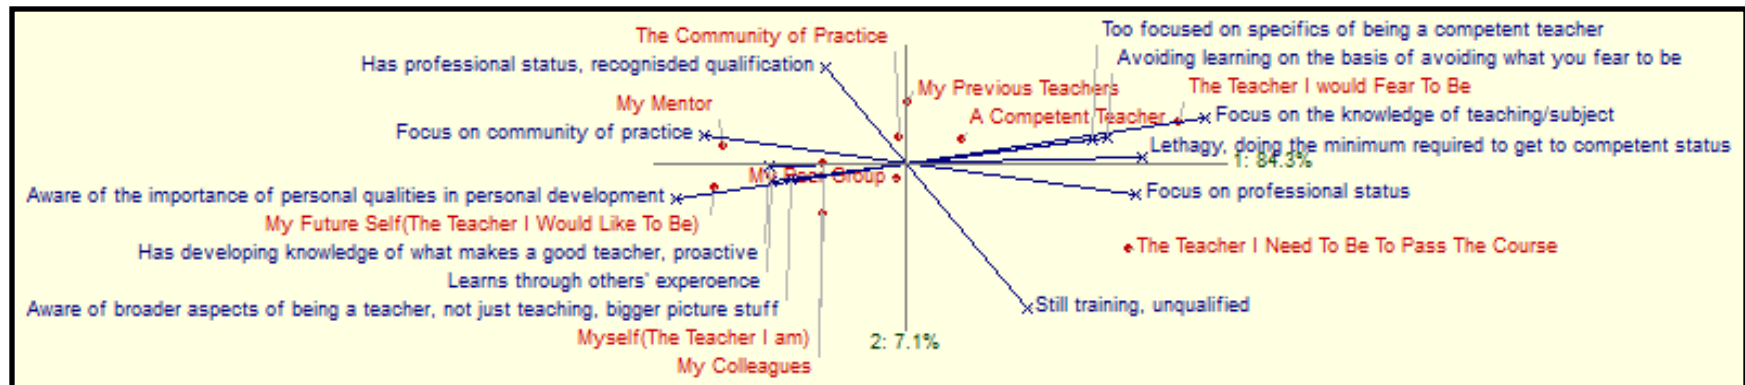 Too focused on specifics of being a competent teacher
The Community of Practice
Avoiding learning on the basis of avoiding what you fear to be
Has professional status, recognisded qualification
My Previous Teachers
The Teacher I would Fear To Be
My Mentor
A Competent Teacher
Focus on the knowledge of teaching/subject
Focus on community of practice
Lethagy, doing the minimum required to get to competent status
1: 84.3%
My Peer Group
Focus on professional status
Aware of the importance of personal qualities in personal development
My Future Self(The Teacher I Would Like To Be)
The Teacher I Need To Be To Pass The Course
Has developing knowledge of what makes a good teacher, proactive
Learns through others' experoence
Still training, unqualified
Aware of broader aspects of being a teacher, not just teaching, bigger picture stuff
Myself(The Teacher I am)
2: 7.1%
My Colleagues